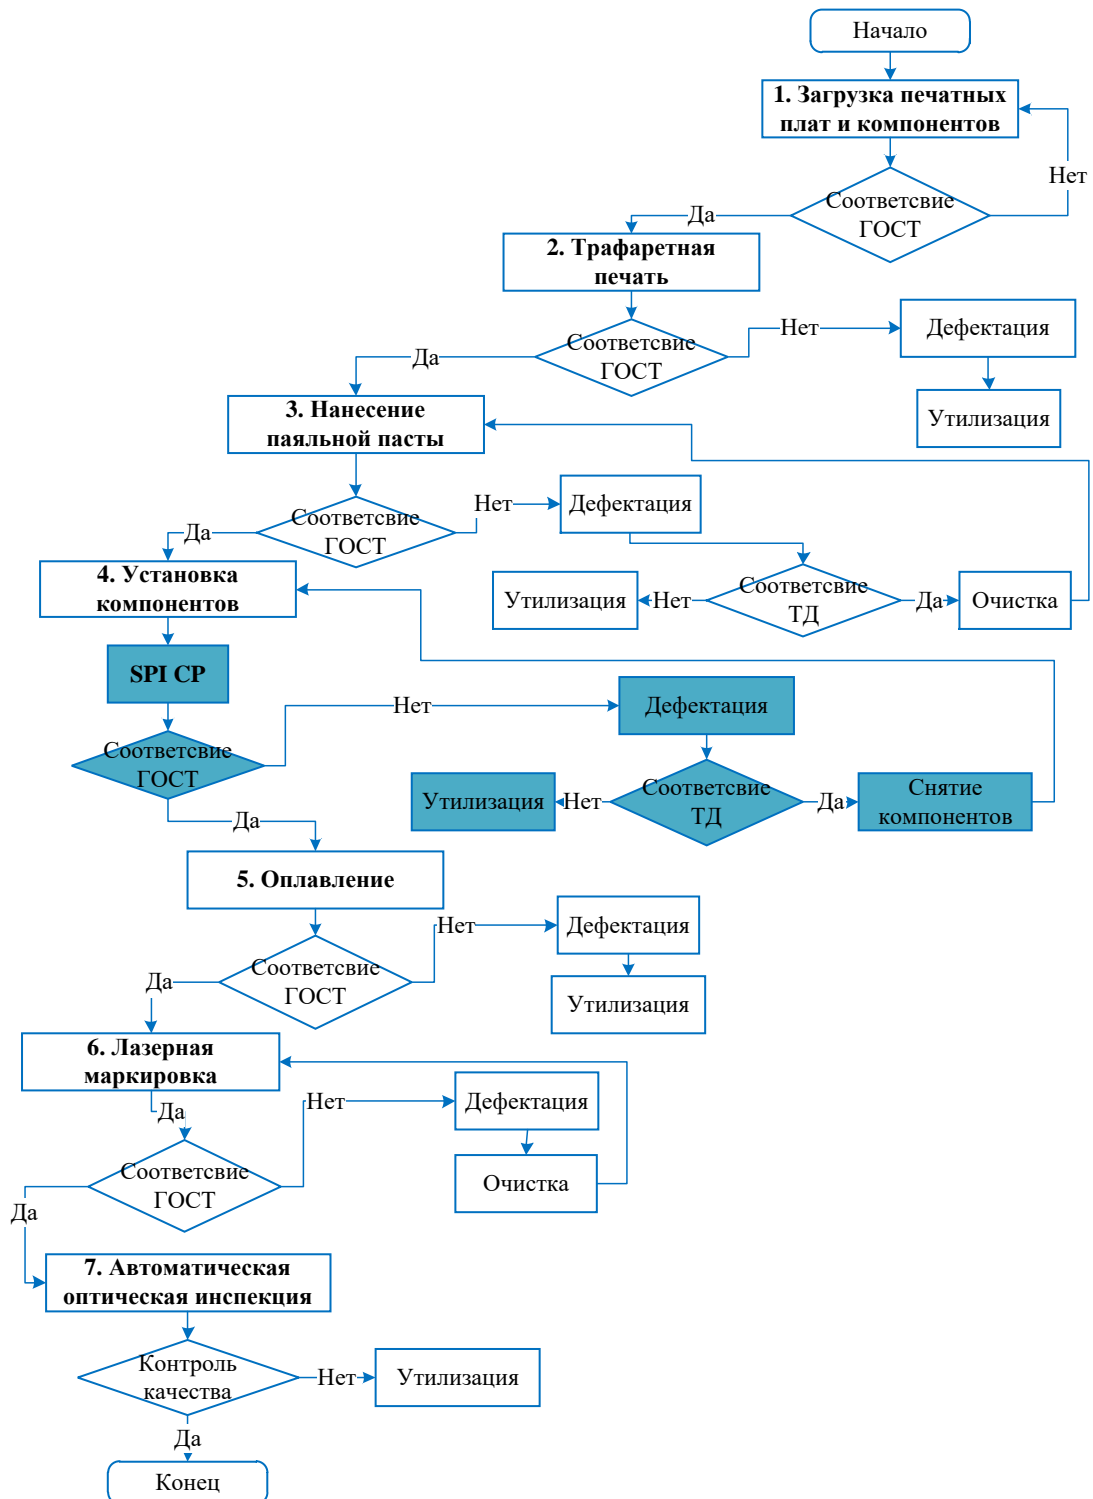 Начало
1. Загрузка печатных
плат и компонентов
Нет
Соответсвие
ГОСТ
Да
2. Трафаретная
печать
Соответсвие
ГОСТ
Нет
Дефектация
Да
Утилизация
3. Нанесение
паяльной пасты
Соответсвие
ГОСТ
Нет
Дефектация
Да
4. Установка
компонентов
Утилизация
Нет
Соответсвие
ТД
Да
Очистка
SPI СР
Нет
Дефектация
Соответсвие
ГОСТ
Утилизация
Нет
Соответсвие
ТД
Да
Снятие
компонентов
Да
5. Оплавление
Нет
Дефектация
Соответсвие
ГОСТ
Да
Утилизация
6. Лазерная
маркировка
Да
Нет
Дефектация
Соответсвие
ГОСТ
Очистка
Да
7. Автоматическая
оптическая инспекция
Контроль
качества
Нет
Утилизация
Да
Конец